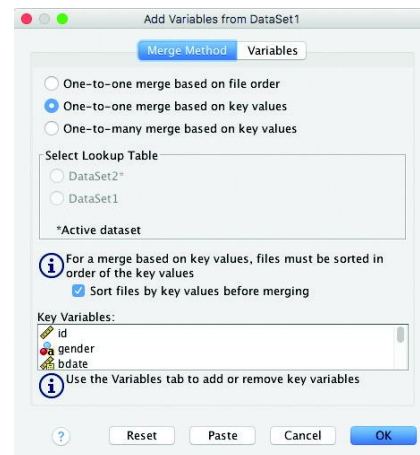 Add Variables from DataSet1
Merge Method Variables
One-to-one merge based on file order
One-to-one merge based on key values
One-to-many merge based on key values
Select Lookup Table
DataSet2*
DataSet1
*Active dataset
For a merge based on key values, files must be sorted in
order of the key values
Sort files by key values before merging
Key Variables:
id
gender
bdate
Use the Variables tab to add or remove key variables
? Reset Paste Cancel OK